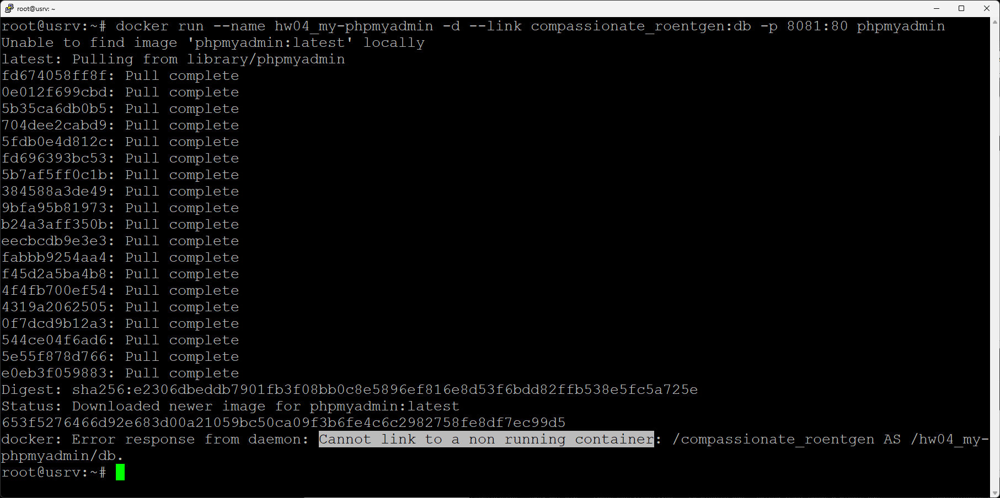 root@usrv: ~
root@usrv:~# docker run --name hw04_my-phpmyadmin -d --link compassionate_roentgen:db -p 8081:80 phpmyadmin
Unable to find image 'phpmyadmin:latest' locally
latest: Pulling from library/phpmyadmin
fd674058ff8f: Pull complete
0e012f699cbd: Pull complete
5b35ca6db0b5: Pull complete
704dee2cabd9: Pull complete
5fdb0e4d812c: Pull complete
fd696393bc53: Pull complete
5b7af5ff0c1b: Pull complete
384588a3de49: Pull complete
9bfa95b81973: Pull complete
b24a3aff350b: Pull complete
eecbcdb9e3e3: Pull complete
fabbb9254aa4: Pull complete
f45d2a5ba4b8: Pull complete
4f4fb700ef54: Pull complete
4319a2062505: Pull complete
0f7dcd9b12a3: Pull complete
544ce04f6ad6: Pull complete
5e55f878d766: Pull complete
e0eb3f059883: Pull complete
Digest: sha256:e2306dbeddb7901fb3f08bb0c8e5896ef816e8d53f6bdd82ffb538e5fc5a725e
Status: Downloaded newer image for phpmyadmin:latest
653f5276466d92e683d00a21059bc50ca09f3b6fe4c6c2982758fe8df7ec99d5
docker: Error response from daemon: Cannot link to a non running container: /compassionate_roentgen AS /hw04_my-
phpmyadmin/db.
root@usrv:~#